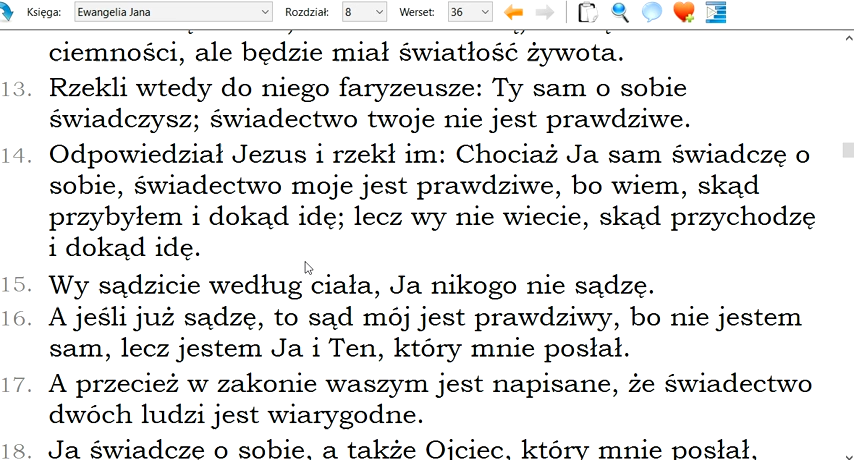 Księga: Ewangelia Jana Rozdział: 8 Werset: 36
ciemności, ale będzie miał światłość żywota.
13. Rzekli wtedy do niego faryzeusze: Ty sam o sobie
świadczysz; świadectwo twoje nie jest prawdziwe.
14. Odpowiedział Jezus i rzekł im: Chociaż Ja sam świadczę o
sobie, świadectwo moje jest prawdziwe, bo wiem, skąd
przybyłem i dokąd idę; lecz wy nie wiecie, skąd przychodzę
i dokąd idę.
15. Wy sądzicie według ciała, Ja nikogo nie sądzę.
16. A jeśli już sądzę, to sąd mój jest prawdziwy, bo nie jestem
sam, lecz jestem Ja i Ten, który mnie posłał.
17. A przecież w zakonie waszym jest napisane, że świadectwo
dwóch ludzi jest wiarygodne.
18. Ja świadczę o sobie, a także Ojciec, który mnie posłał,